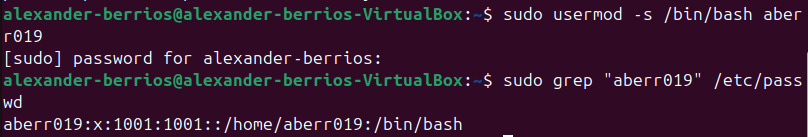 alexander-berrios@alexander-berrios-VirtualBox:~$ sudo usermod -s /bin/bash aber
r019
[sudo] password for alexander-berrios:
alexander-berrios@alexander-berrios-VirtualBox:~$ sudo grep "aberr019" /etc/pass
wd
aberr019:x:1001:1001::/home/aberr019:/bin/bash